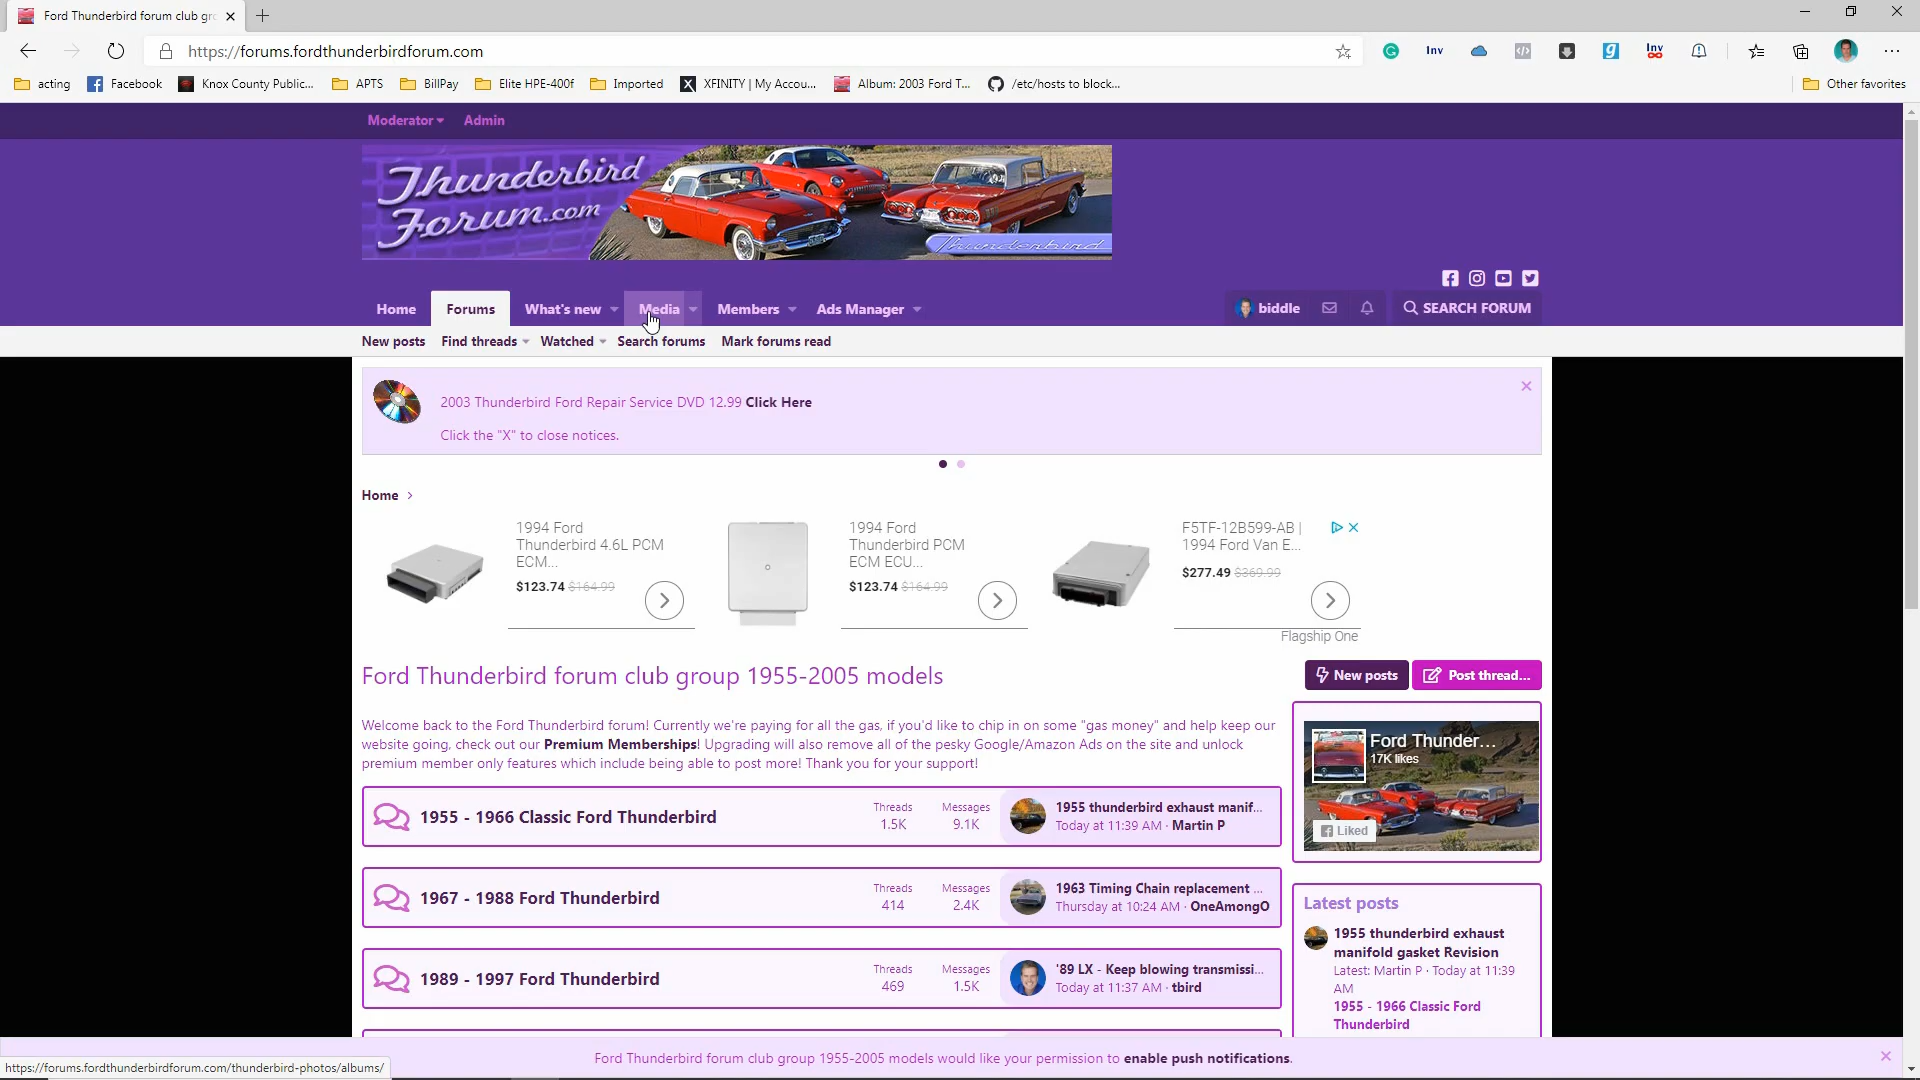 Ford Thunderbird forum club gr
https://forums.fordthunderbirdforum.com
Inv
Inv
acting
Facebook
Knox County Public...
APTS
BillPay
Elite HPE-400f
Imported
XFINITY | My Accou...
Album: 2003 Ford T...
/etc/hosts to block...
Other favorites
Moderator
Admin
Thunderbird
Forum.com
Thunderbird
Home
Forums
What's new
Media
Members
Ads Manager
biddle
SEARCH FORUM
New posts
Find threads
Watched
Search forums
Mark forums read
2003 Thunderbird Ford Repair Service DVD 12.99 Click Here
Click the "X" to close notices.
Home
1994 Ford
Thunderbird 4.6L PCM
ECM...
$123.74 $164.99
1994 Ford
Thunderbird PCM
ECM ECU...
$123.74 $164.99
F5TF-12B599-AB |
1994 Ford Van E...
$277.49 $369.99
Flagship One
Ford Thunderbird forum club group 1955-2005 models
New posts
Post thread...
Welcome back to the Ford Thunderbird forum! Currently we're paying for all the gas, if you'd like to chip in on some "gas money" and help keep our
website going, check out our Premium Memberships! Upgrading will also remove all of the pesky Google/Amazon Ads on the site and unlock
premium member only features which include being able to post more! Thank you for your support!
1955 - 1966 Classic Ford Thunderbird
Threads
1.5K
Messages
9.1K
1955 thunderbird exhaust manif...
Today at 11:39 AM · Martin P
1967 - 1988 Ford Thunderbird
Threads
414
Messages
2.4K
1963 Timing Chain replacement ...
Thursday at 10:24 AM · OneAmongO
1989 - 1997 Ford Thunderbird
Threads
469
Messages
1.5K
'89 LX - Keep blowing transmissi...
Today at 11:37 AM · tbird
Ford Thunder...
17K likes
Liked
Latest posts
1955 thunderbird exhaust
manifold gasket Revision
Latest: Martin P · Today at 11:39
AM
1955 - 1966 Classic Ford
Thunderbird
Ford Thunderbird forum club group 1955-2005 models would like your permission to enable push notifications.
https://forums.fordthunderbirdforum.com/thunderbird-photos/albums/